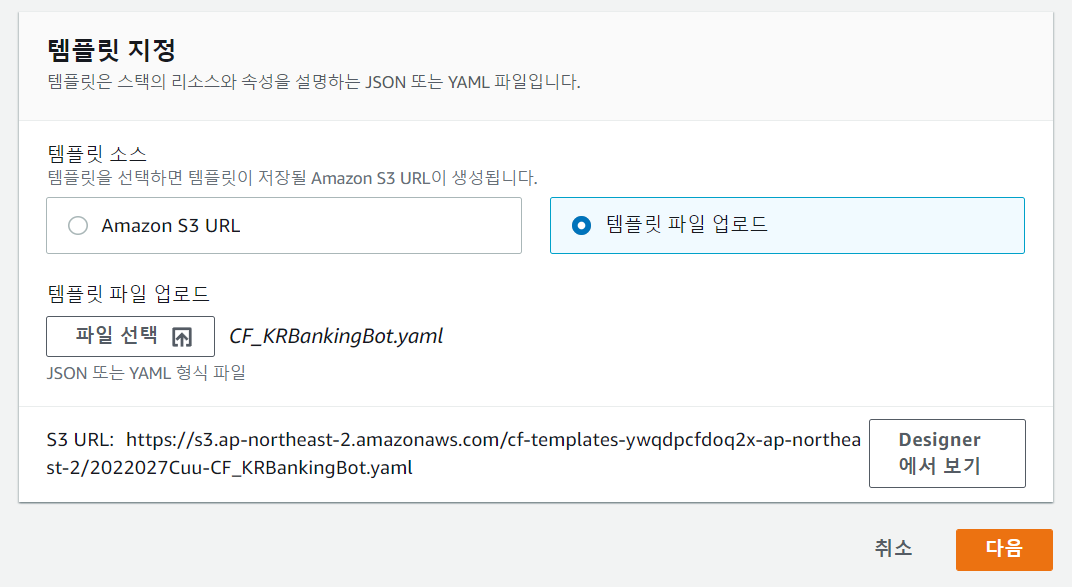 템플릿 지정
템플릿은 스택의 리소스와 속성을 설명하는 JSON 또는 YAML 파일입니다.
템플릿 소스
템플릿을 선택하면 템플릿이 저장될 Amazon S3 URL이 생성됩니다.
Amazon S3 URL
템플릿 파일 업로드
템플릿 파일 업로드
파일 선택
CF_KRBankingBot.yaml
JSON 또는 YAML 형식 파일
S3 URL: https://s3.ap-northeast-2.amazonaws.com/cf-templates-ywqdpcfdoq2x-ap-northea
st-2/2022027Cuu-CF_KRBankingBot.yaml
Designer
에서 보기
취소
다음